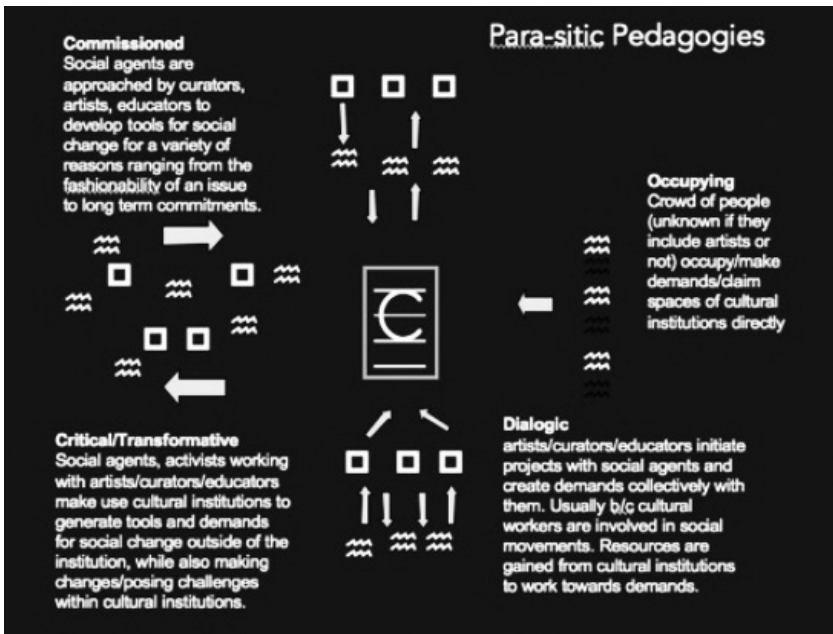 Para-sitic Pedagogies
Commissioned
Social agents are
approached by curators,
artists, educators to
develop tools for social
change for a variety of
reasons ranging from the
fashionability of an issue
to long term commitments.
Occupying
Crowd of people
(unknown if they
include artists or
not) occupy/make
demands/claim
spaces of cultural
institutions directly
Critical/Transformative
Social agents, activists working
with artists/curators/educators
make use cultural institutions to
generate tools and demands
for social change outside of the
institution, while also making
changes/posing challenges
within cultural institutions.
Dialogic
artists/curators/educators initiate
projects with social agents and
create demands collectively with
them. Usually b/c cultural
workers are involved in social
movements. Resources are
gained from cultural institutions
to work towards demands.